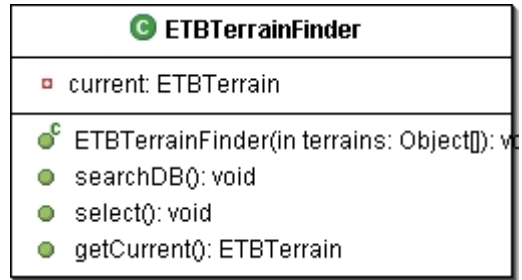 C ETBTerrainFinder
current: ETBTerrain
C ETBTerrainFinder(in terrains: Object[]): vo
searchDB(): void
select(): void
getCurrent(): ETBTerrain